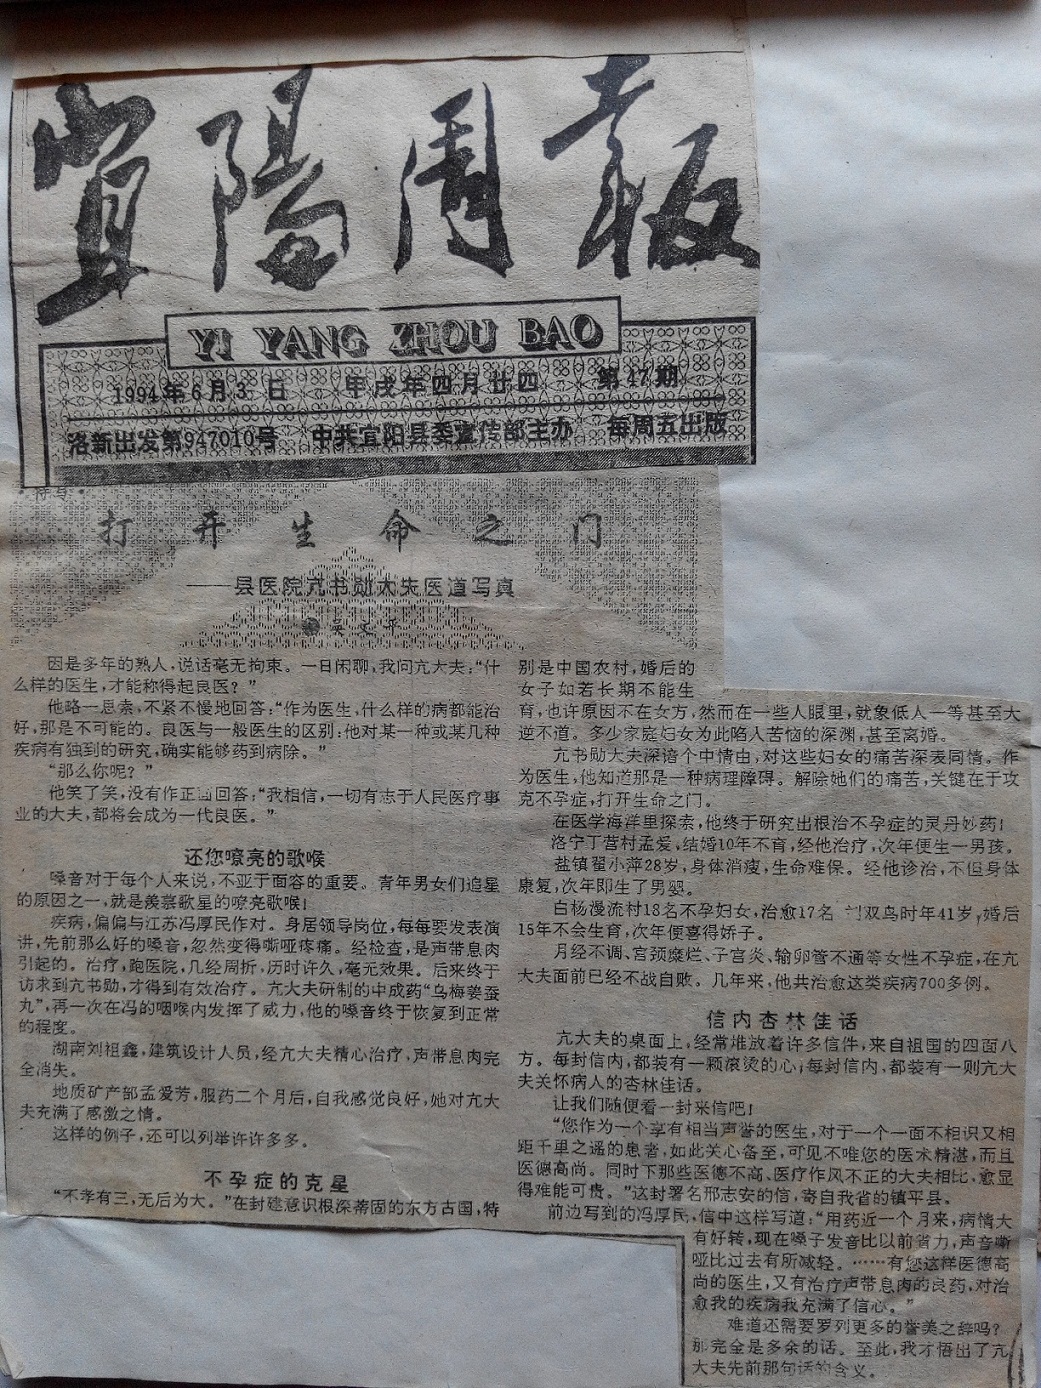 宜陽周報
YI YANG ZHOU BAO
1994年6月3日 甲戌年四月廿四 第47期
洛新出发第947010号 中共宜阳县委宣传部主办 每周五出版
打开生命之门
——县医院亢书勋大夫医道写真
因是多年的熟人，说话毫无拘束。一日闲聊，我问亢大夫：“什
么样的医生，才能称得起良医？”
他略一思索，不紧不慢地回答：“作为医生，什么样的病都能治
好，那是不可能的。良医与一般医生的区别：他对某一种或某几种
疾病有独到的研究，确实能够药到病除。”
“那么你呢？”
他笑了笑，没有作正面回答：“我相信，一切有志于人民医疗事
业的大夫，都将会成为一代良医。”
还您嘹亮的歌喉
嗓音对于每个人来说，不亚于面容的重要。青年男女们追星
的原因之一，就是羡慕歌星的嘹亮歌喉！
疾病，偏偏与江苏冯厚民作对。身居领导岗位，每每要发表演
讲，先前那么好的嗓音，忽然变得嘶哑疼痛。经检查，是声带息肉
引起的。治疗，跑医院，几经周折，历时许久，毫无效果。后来终于
访求到亢书勋，才得到有效治疗。亢大夫研制的中成药“乌梅姜蚕
丸”，再一次在冯的咽喉内发挥了威力，他的嗓音终于恢复到正常
的程度。
湖南刘祖鑫，建筑设计人员，经亢大夫精心治疗，声带息肉完
全消失。
地质矿产部孟爱芳，服药二个月后，自我感觉良好，她对亢大
夫充满了感激之情。
这样的例子，还可以列举许许多多。
不孕症的克星
“不孝有三，无后为大。”在封建意识根深蒂固的东方古国，特
别是中国农村，婚后的
女子如若长期不能生
育，也许原因不在女方，然而在一些人眼里，就象低人一等甚至大
逆不道。多少家庭妇女为此陷入苦恼的深渊，甚至离婚。
亢书勋大夫深谙个中情由，对这些妇女的痛苦深表同情。作
为医生，他知道那是一种病理障碍。解除她们的痛苦，关键在于攻
克不孕症，打开生命之门。
在医学海洋里探索，他终于研究出根治不孕症的灵丹妙药！
洛宁丁营村孟爱，结婚10年不育，经他治疗，次年便生一男孩。
盐镇翟小萍28岁，身体消瘦，生命难保。经他诊治，不但身体
康复，次年即生了男婴。
白杨漫流村18名不孕妇女，治愈17名 双鸟时年41岁，婚后
15年不会生育，次年便喜得娇子。
月经不调、宫颈糜烂、子宫炎、输卵管不通等女性不孕症，在亢
大夫面前已经不战自败。几年来，他共治愈这类疾病700多例。
信内杏林佳话
亢大夫的桌面上，经常堆放着许多信件，来自祖国的四面八
方。每封信内，都装有一颗滚烫的心；每封信内，都装有一则亢大
夫关怀病人的杏林佳话。
让我们随便看一封来信吧！
“您作为一个享有相当声誉的医生，对于一个一面不相识又相
距千里之遥的患者，如此关心备至，可见不唯您的医术精湛，而且
医德高尚。同时下那些医德不高、医疗作风不正的大夫相比，愈显
得难能可贵。”这封署名邢志安的信，寄自我省的镇平县。
前边写到的冯厚民，信中这样写道：“用药近一个月来，病情大
有好转，现在嗓子发音比以前省力，声音嘶
哑比过去有所减轻。……有您这样医德高
尚的医生，又有治疗声带息肉的良药，对治
愈我的疾病我充满了信心。”
难道还需要罗列更多的誉美之辞吗？
那完全是多余的话。至此，我才悟出了亢
大夫先前那句话的含义。